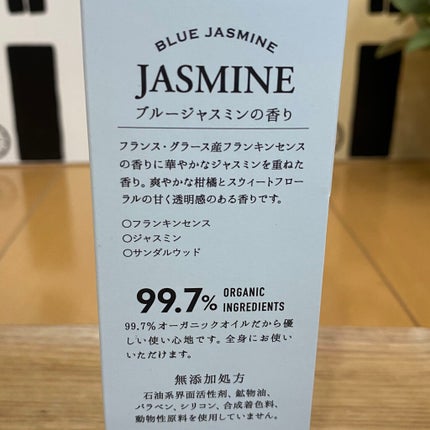 BLUE JASMINE
JASMINE
ブルージャスミンの香り
フランス・グラース産フランキンセンス
の香りに華やかなジャスミンを重ねた
香り。爽やかな柑橘とスウィートフロー
ラルの甘く透明感のある香りです。
○フランキンセンス
○ジャスミン
○サンダルウッド
99.7% ORGANIC INGREDIENTS
99.7%オーガニックオイルだから優
しい使い心地です。全身にお使い
いただけます。
無添加処方
石油系界面活性剤、鉱物油、
パラベン、シリコン、合成着色料、
動物性原料を使用していません。